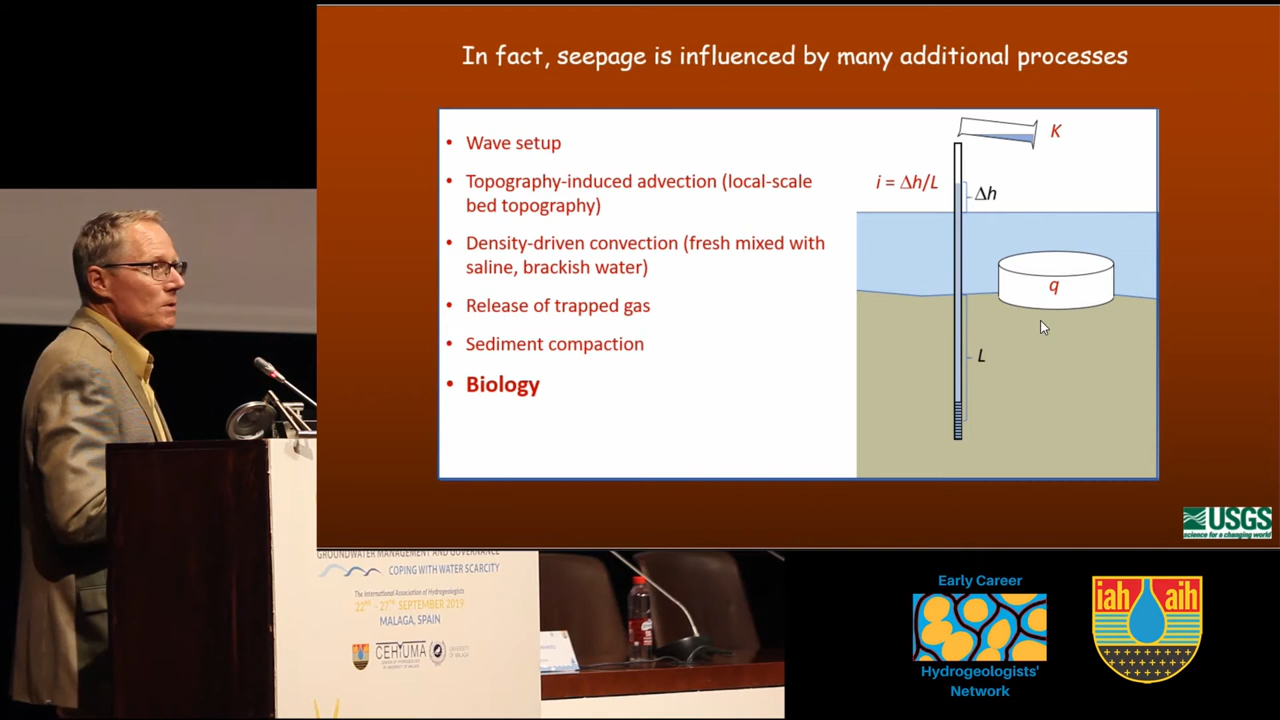 In fact, seepage is influenced by many additional processes
• Wave setup
• Topography-induced advection (local-scale
bed topography)
• Density-driven convection (fresh mixed with
saline, brackish water)
• Release of trapped gas
• Sediment compaction
• Biology
K
i = Δh/L
Δh
q
L
USGS
science for a changing world
GROUNDWATER MANAGEMENT AND GOVERNANCE
COPING WITH WATER SCARCITY
The International Association of Hydrogeologists
22ND - 27TH SEPTEMBER 2019
MALAGA, SPAIN
CEHIUMA
UNIVERSITY
OF MALAGA
Early Career
Hydrogeologists'
Network
iah aih